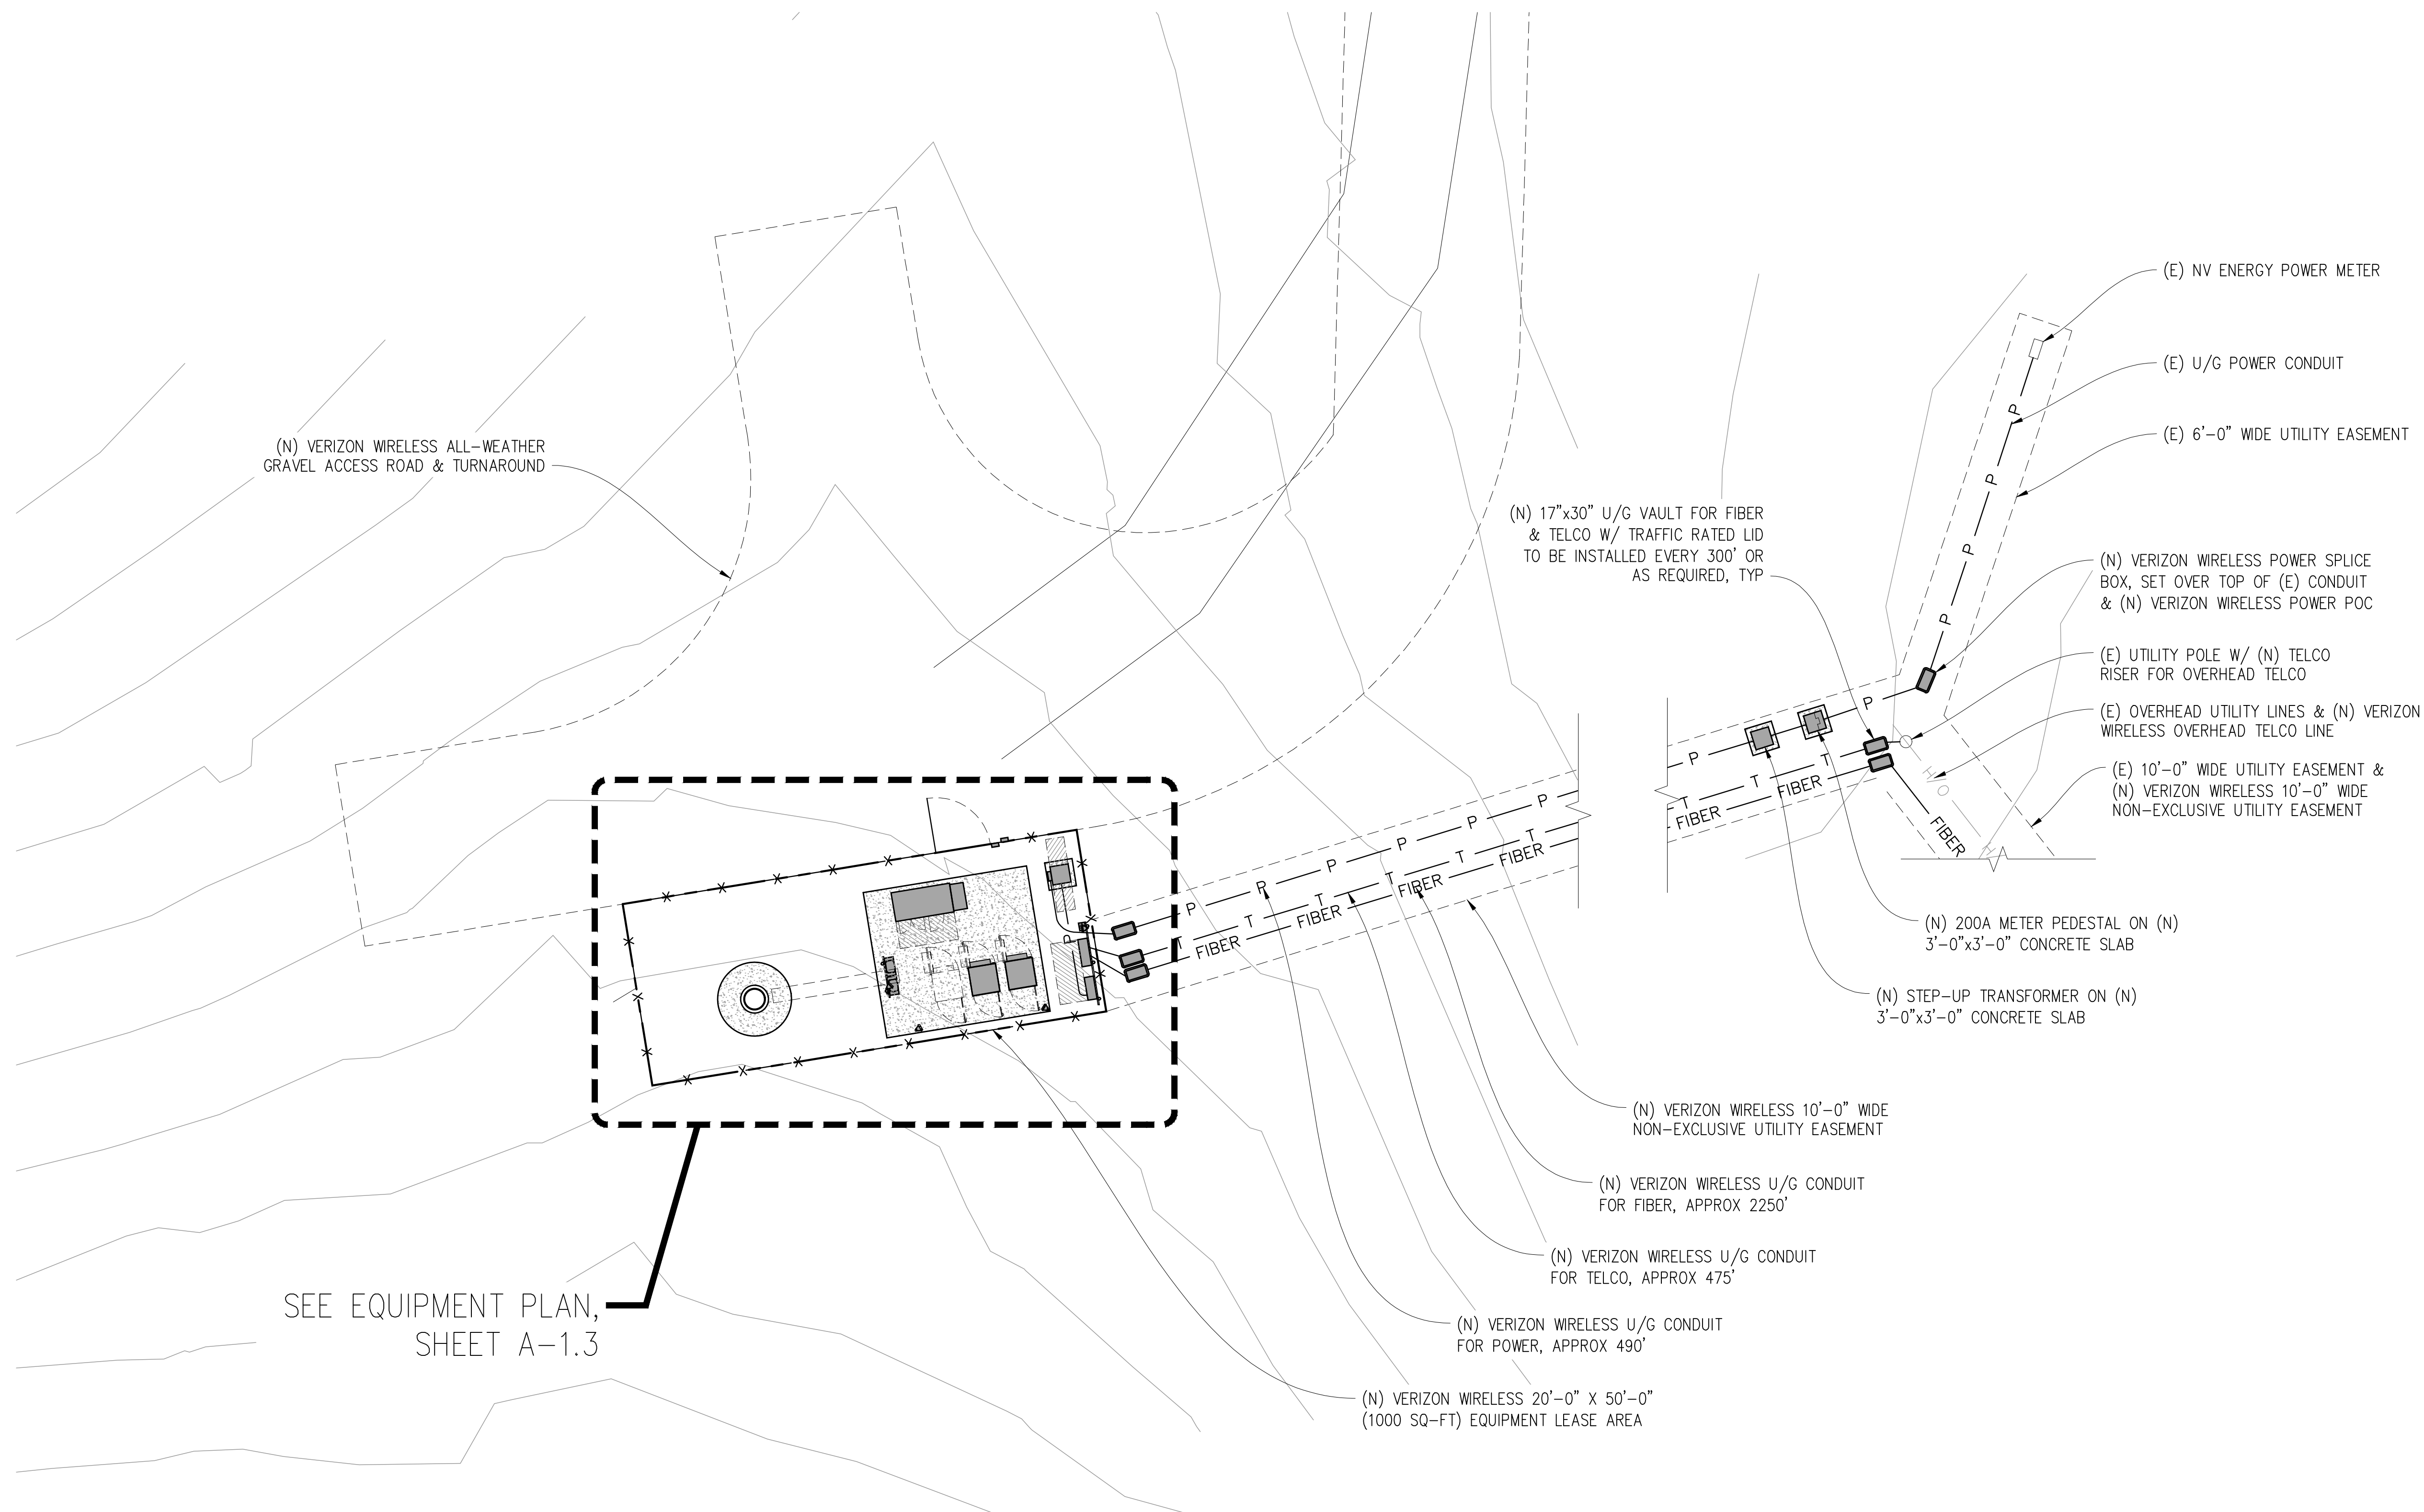 (E) NV ENERGY POWER METER
(E) U/G POWER CONDUIT
(E) 6'-0" WIDE UTILITY EASEMENT
(N) VERIZON WIRELESS ALL-WEATHER
GRAVEL ACCESS ROAD & TURNAROUND
(N) 17"x30" U/G VAULT FOR FIBER
& TELCO W/ TRAFFIC RATED LID
TO BE INSTALLED EVERY 300' OR
AS REQUIRED, TYP
(N) VERIZON WIRELESS POWER SPLICE
BOX, SET OVER TOP OF (E) CONDUIT
& (N) VERIZON WIRELESS POWER POC
(E) UTILITY POLE W/ (N) TELCO
RISER FOR OVERHEAD TELCO
(E) OVERHEAD UTILITY LINES & (N) VERIZON
WIRELESS OVERHEAD TELCO LINE
(E) 10'-0" WIDE UTILITY EASEMENT &
(N) VERIZON WIRELESS 10'-0" WIDE
NON-EXCLUSIVE UTILITY EASEMENT
P P P P
P P
P P P P P
T T T T T T
T T T
FIBER FIBER FIBER FIBER
FIBER FIBER
FIBER
H O H
P
(N) 200A METER PEDESTAL ON (N)
3'-0"x3'-0" CONCRETE SLAB
(N) STEP-UP TRANSFORMER ON (N)
3'-0"x3'-0" CONCRETE SLAB
(N) VERIZON WIRELESS 10'-0" WIDE
NON-EXCLUSIVE UTILITY EASEMENT
(N) VERIZON WIRELESS U/G CONDUIT
FOR FIBER, APPROX 2250'
(N) VERIZON WIRELESS U/G CONDUIT
FOR TELCO, APPROX 475'
(N) VERIZON WIRELESS U/G CONDUIT
FOR POWER, APPROX 490'
(N) VERIZON WIRELESS 20'-0" X 50'-0"
(1000 SQ-FT) EQUIPMENT LEASE AREA
SEE EQUIPMENT PLAN,
SHEET A-1.3